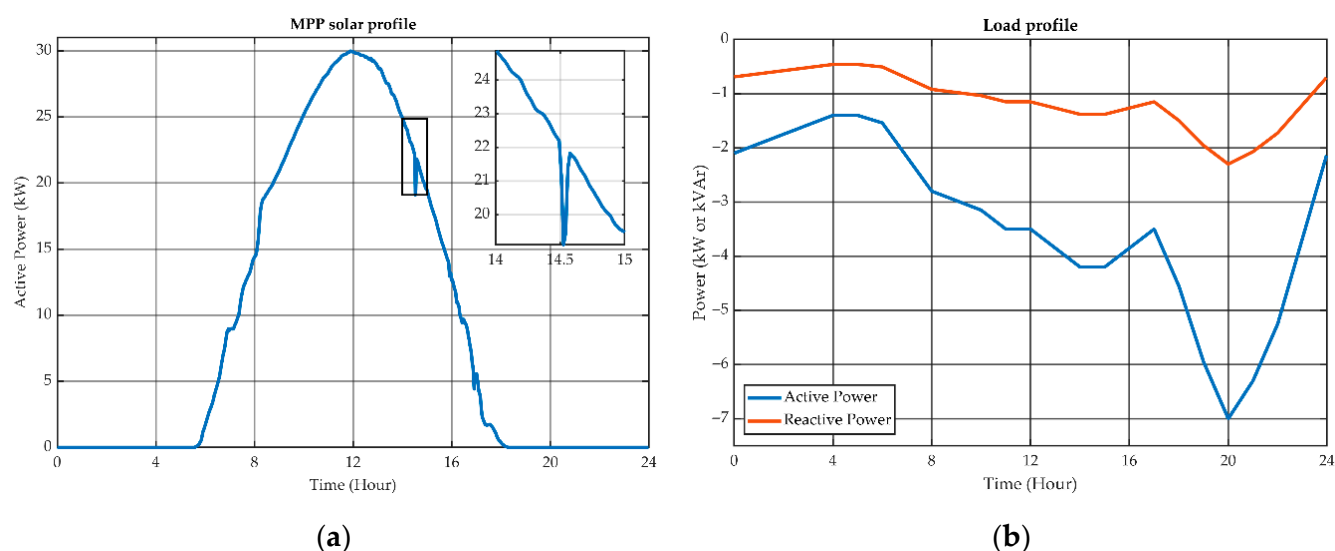 MPP solar profile
Active Power (kW)
30
25
20
15
10
5
0
0 4 8 12 16 20 24
Time (Hour)
24
23
22
21
20
14 14.5 15
(a)
Load profile
Power (kW or kVAr)
0
−1
−2
−3
−4
−5
−6
−7
Active Power
Reactive Power
0 4 8 12 16 20 24
Time (Hour)
(b)